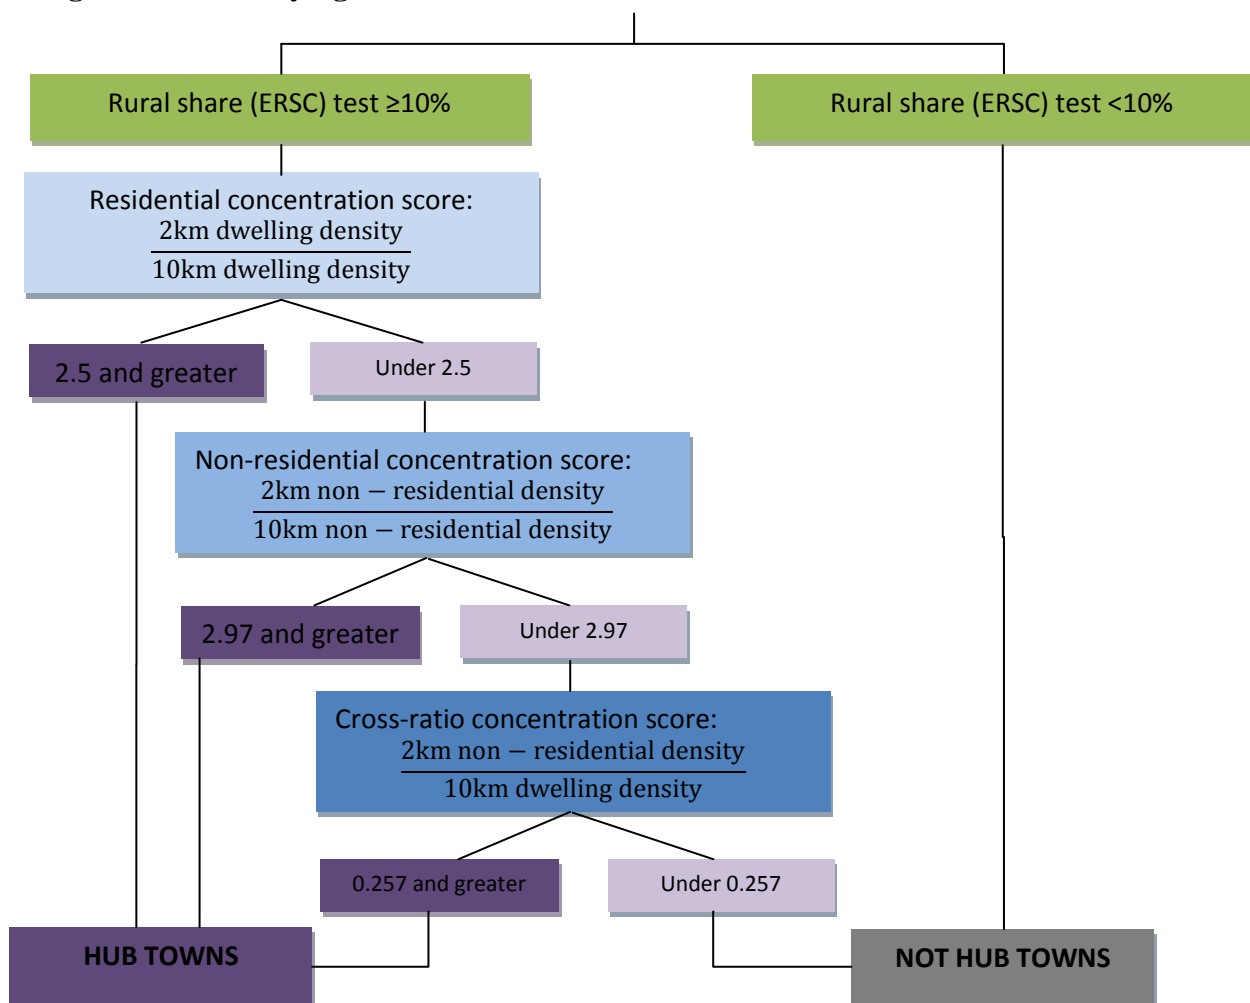 Rural share (ERSC) test ≥10%
Rural share (ERSC) test <10%
Residential concentration score:
2km dwelling density
10km dwelling density
2.5 and greater
Under 2.5
Non-residential concentration score:
2km non − residential density
10km non − residential density
2.97 and greater
Under 2.97
Cross-ratio concentration score:
2km non − residential density
10km dwelling density
0.257 and greater
Under 0.257
HUB TOWNS
NOT HUB TOWNS